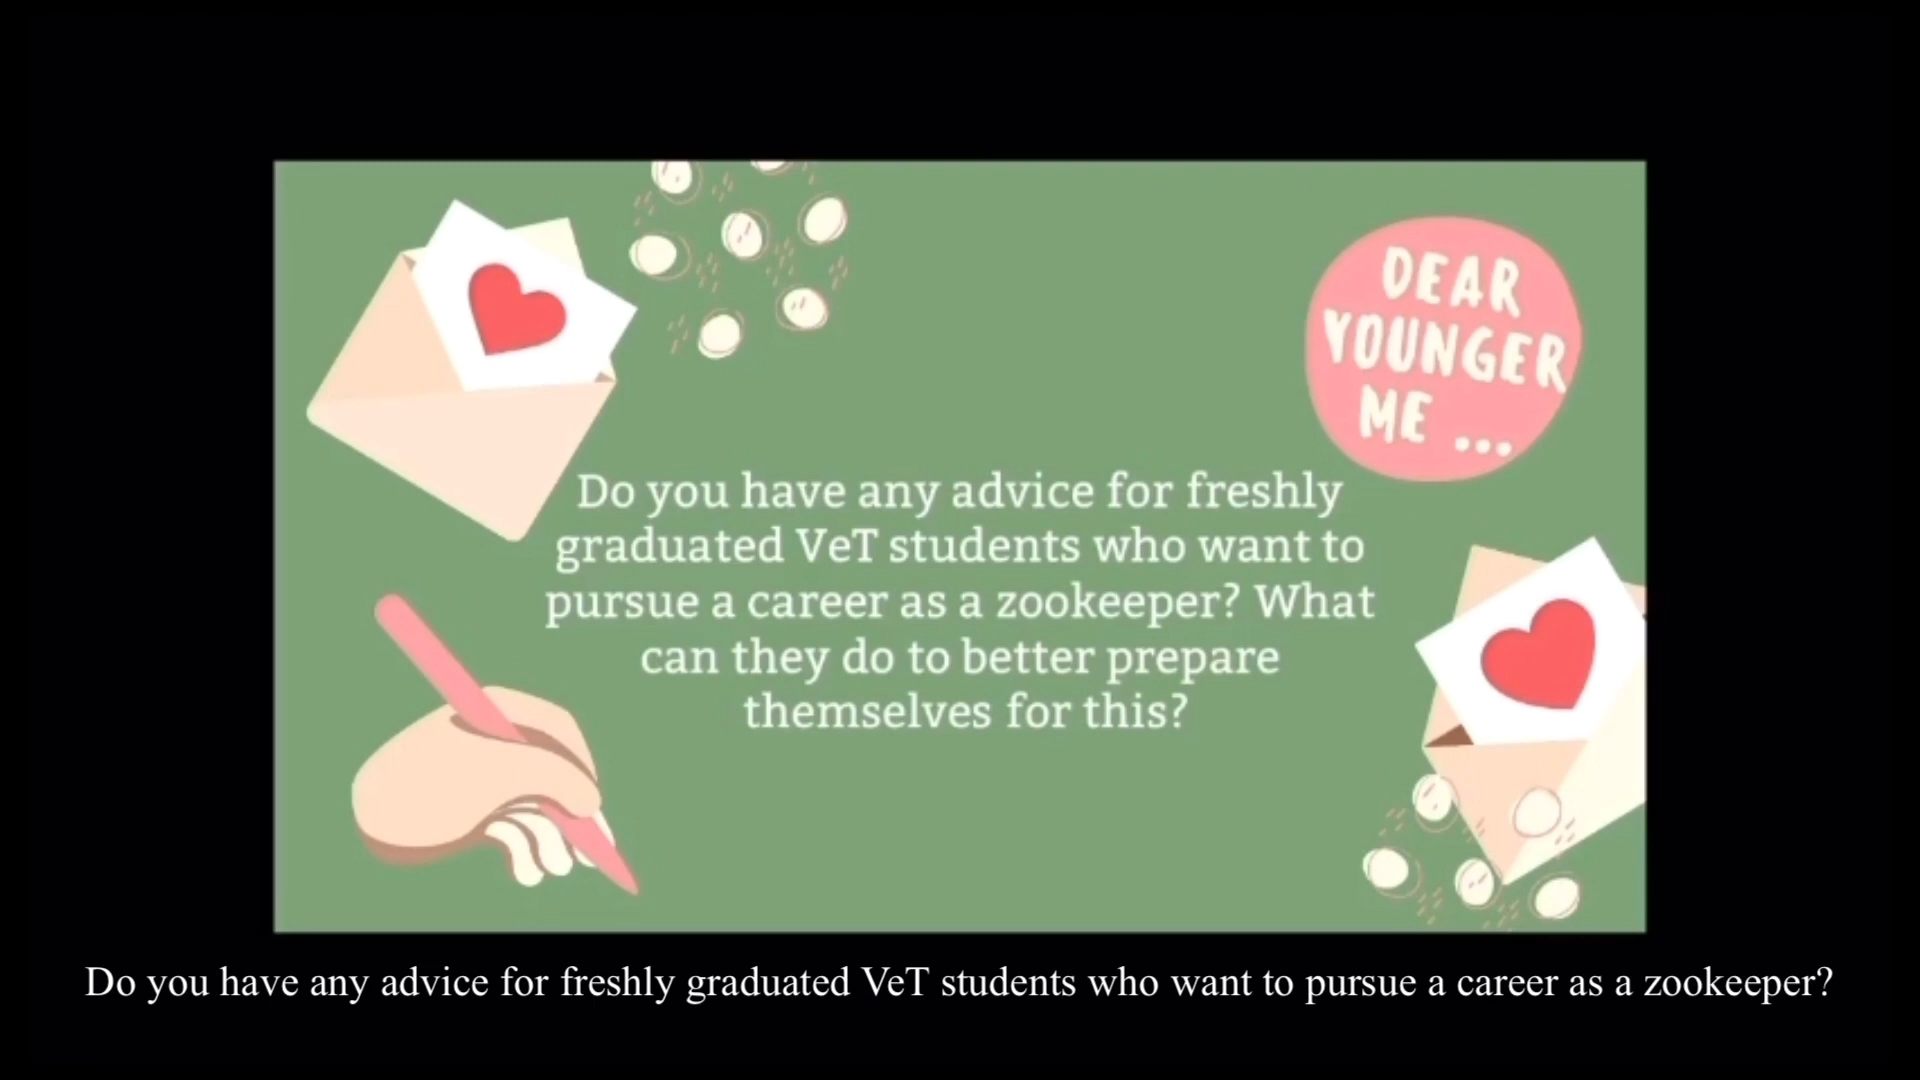 DEAR
YOUNGER
ME ...
Do you have any advice for freshly
graduated VeT students who want to
pursue a career as a zookeeper? What
can they do to better prepare
themselves for this?
Do you have any advice for freshly graduated VeT students who want to pursue a career as a zookeeper?